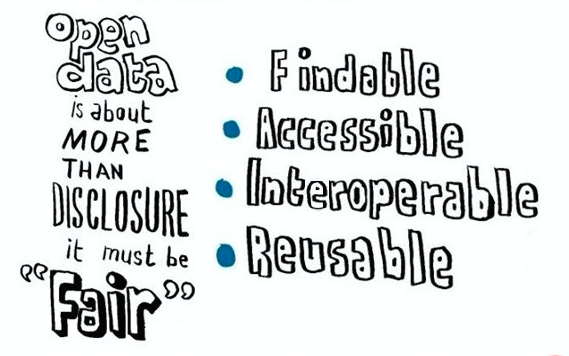 open
data
is about
MORE
THAN
DISCLOSURE
it must be
“Fair”
• Findable
• Accessible
• Interoperable
• Reusable